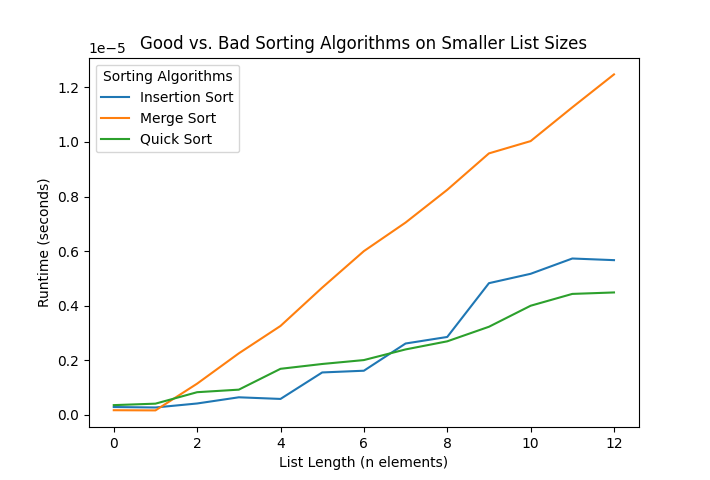 Good vs. Bad Sorting Algorithms on Smaller List Sizes
1e−5
Sorting Algorithms
Insertion Sort
Merge Sort
Quick Sort
1.2
1.0
0.8
0.6
0.4
0.2
0.0
Runtime (seconds)
0 2 4 6 8 10 12
List Length (n elements)